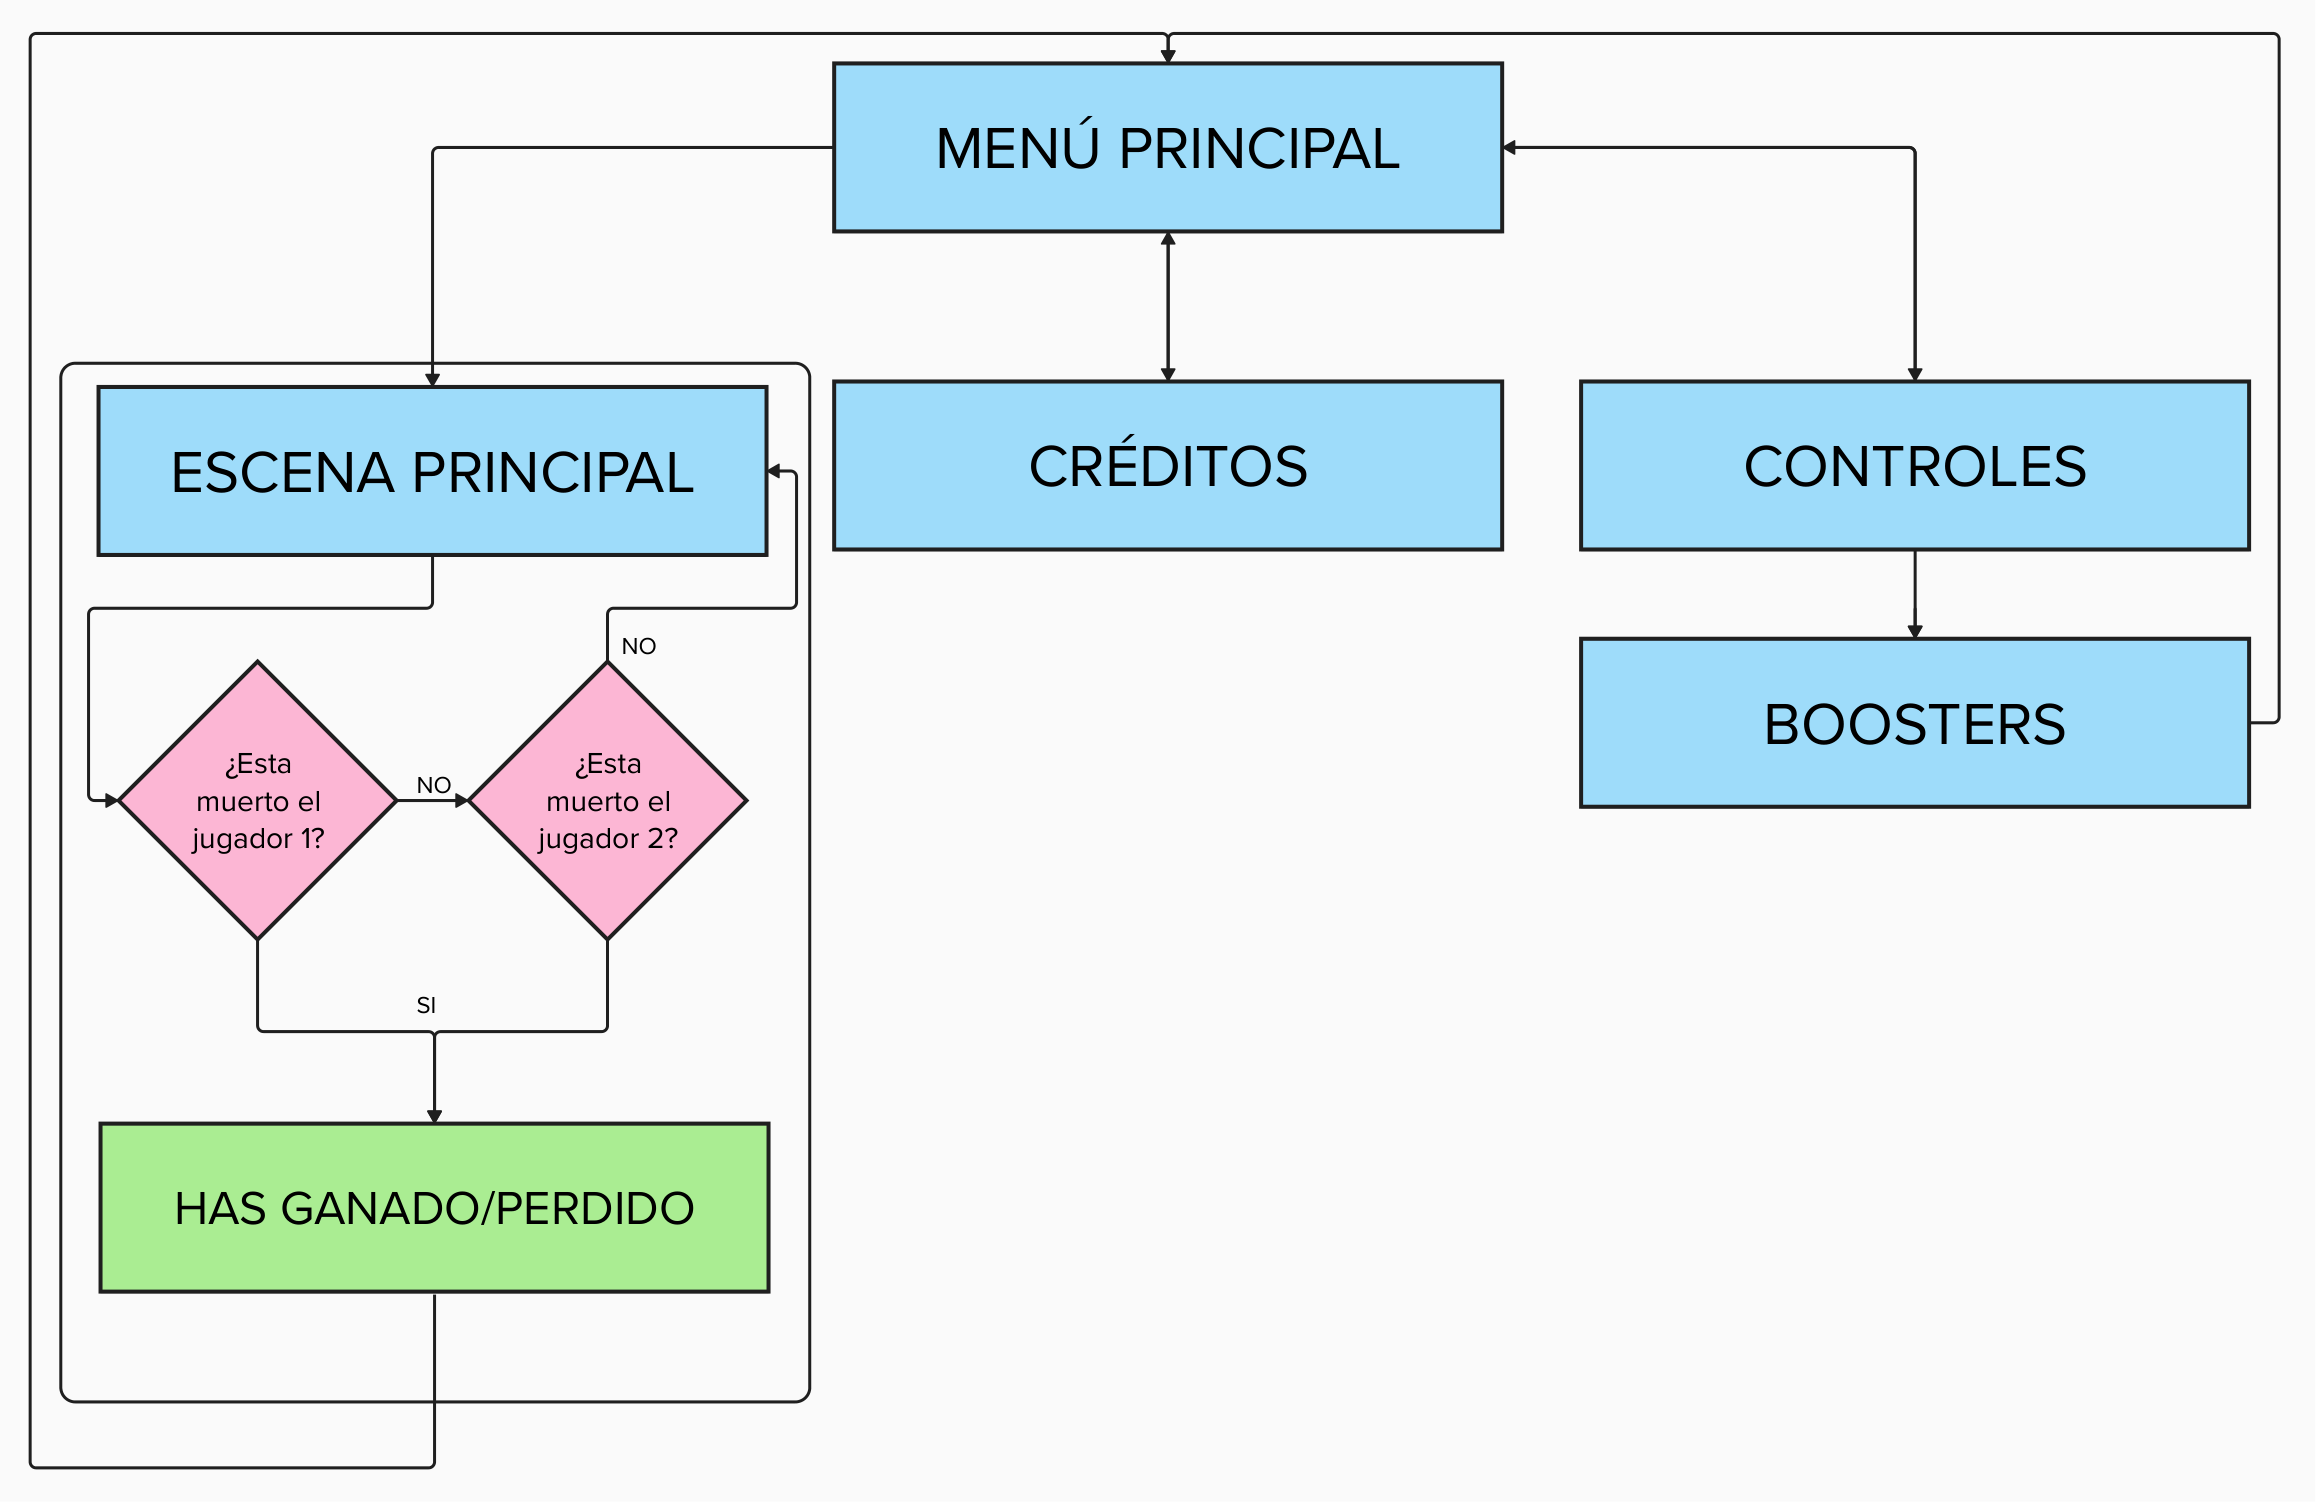 MENÚ PRINCIPAL
ESCENA PRINCIPAL
CRÉDITOS
CONTROLES
NO
BOOSTERS
¿Esta
muerto el
jugador 1?
NO
¿Esta
muerto el
jugador 2?
SI
HAS GANADO/PERDIDO